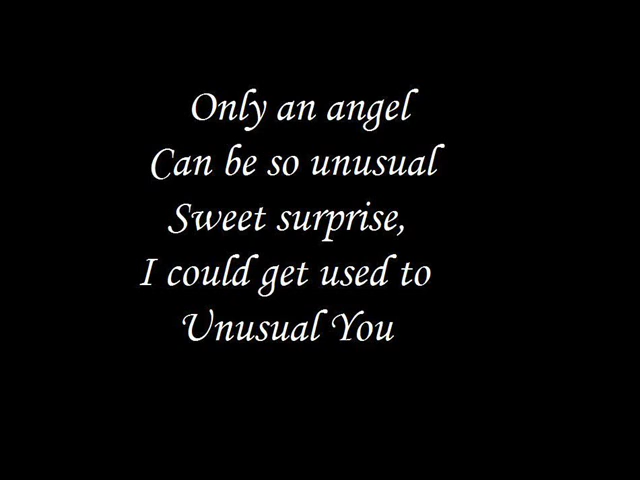 Only an angel
Can be so unusual
Sweet surprise,
I could get used to
Unusual You